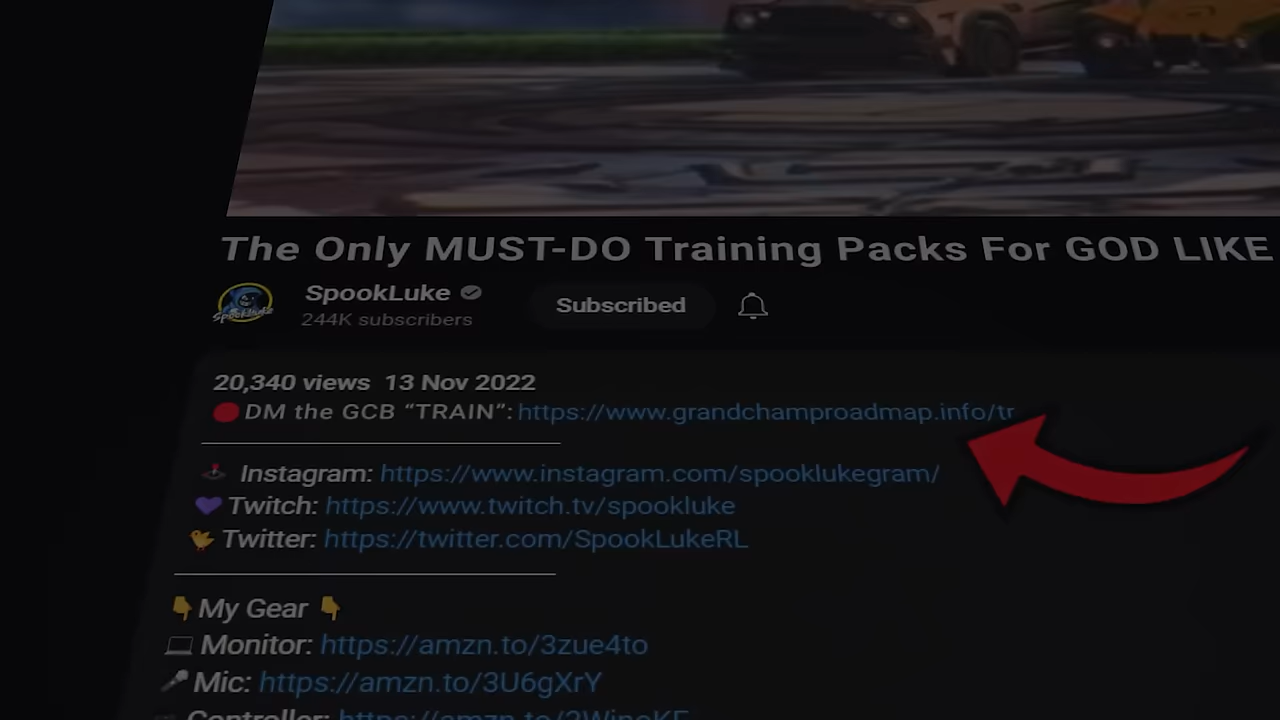 The Only MUST-DO Training Packs For GOD LIKE
SpookLuke
244K subscribers
Subscribed
20,340 views 13 Nov 2022
DM the GCB “TRAIN”: https://www.grandchamproadmap.info/tr
Instagram: https://www.instagram.com/spooklukegram/
Twitch: https://www.twitch.tv/spookluke
Twitter: https://twitter.com/SpookLukeRL
My Gear
Monitor: https://amzn.to/3zue4to
Mic: https://amzn.to/3U6gXrY
Controller: